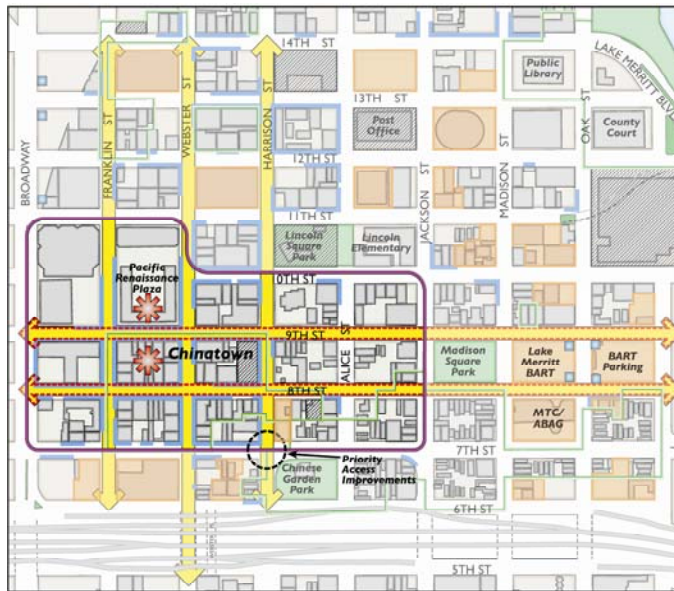 14TH ST
LAKE MERRITT BLVD
Public
Library
13TH ST
FRANKLIN ST
WEBSTER ST
HARRISON ST
OAK ST
Post
Office
County
Court
BROADWAY
12TH ST
JACKSON ST
MADISON ST
11TH ST
Lincoln
Square
Park
Lincoln
Elementary
Pacific
Renaissance
Plaza
0TH ST
9TH ST
Chinatown
ALICE ST
Madison
Square
Park
Lake
Merritt
BART
BART
Parking
8TH ST
MTC/
ABAG
7TH ST
Priority
Access
Improvements
Chinese
Garden
Park
6TH ST
5TH ST